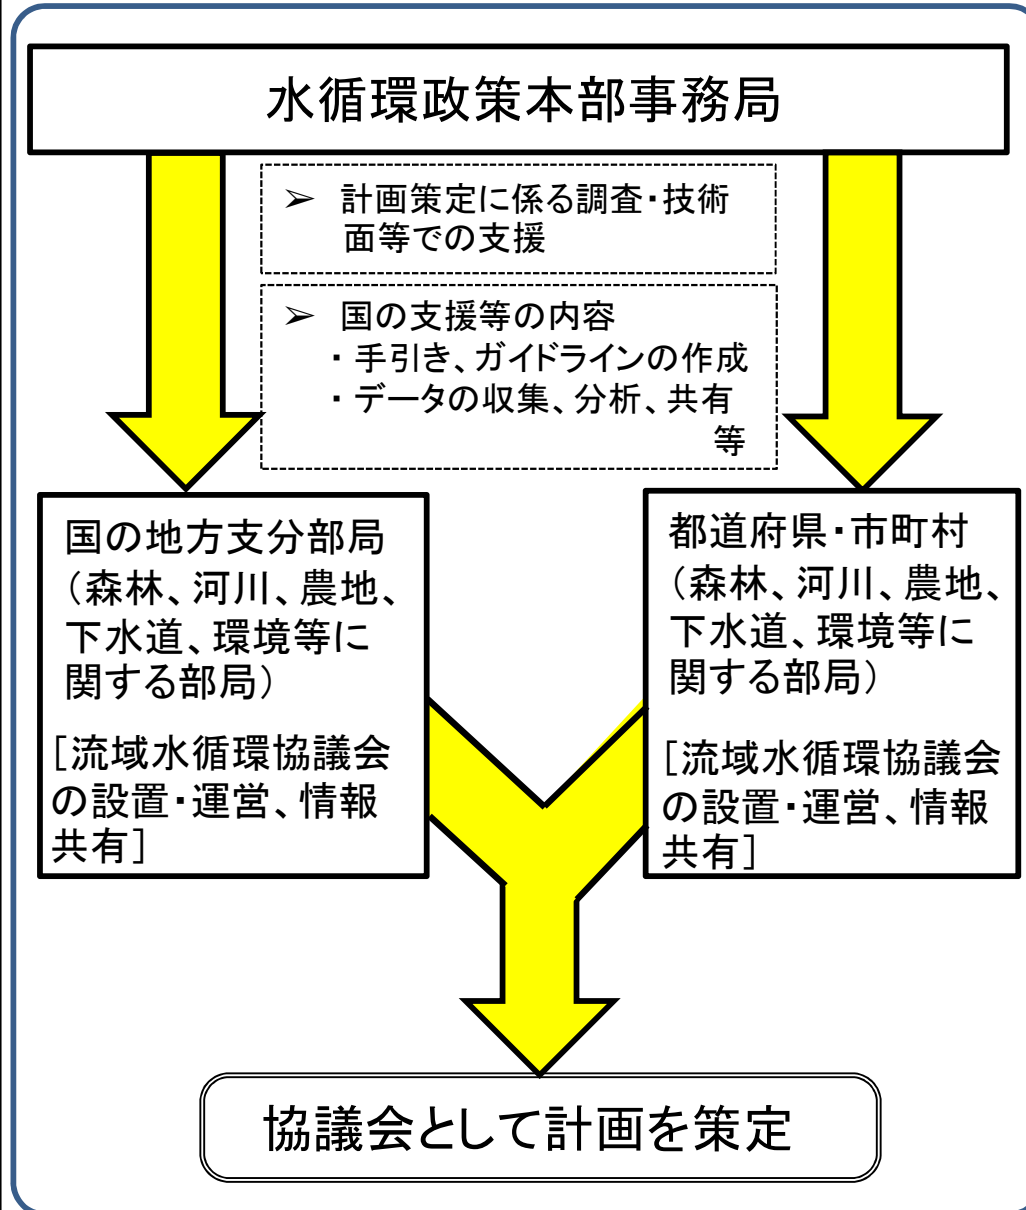 水循環政策本部事務局
➢ 計画策定に係る調査・技術
面等での支援
➢ 国の支援等の内容
・手引き、ガイドラインの作成
・データの収集、分析、共有
等
国の地方支分部局
（森林、河川、農地、
下水道、環境等に
関する部局）
[流域水循環協議会
の設置・運営、情報
共有]
都道府県・市町村
（森林、河川、農地、
下水道、環境等に
関する部局）
[流域水循環協議会
の設置・運営、情報
共有]
協議会として計画を策定